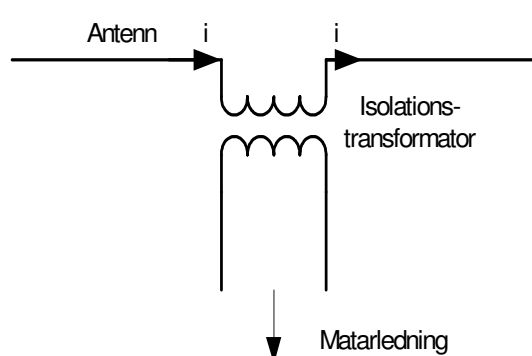 Antenn i i
Isolations-
transformator
Matarledning